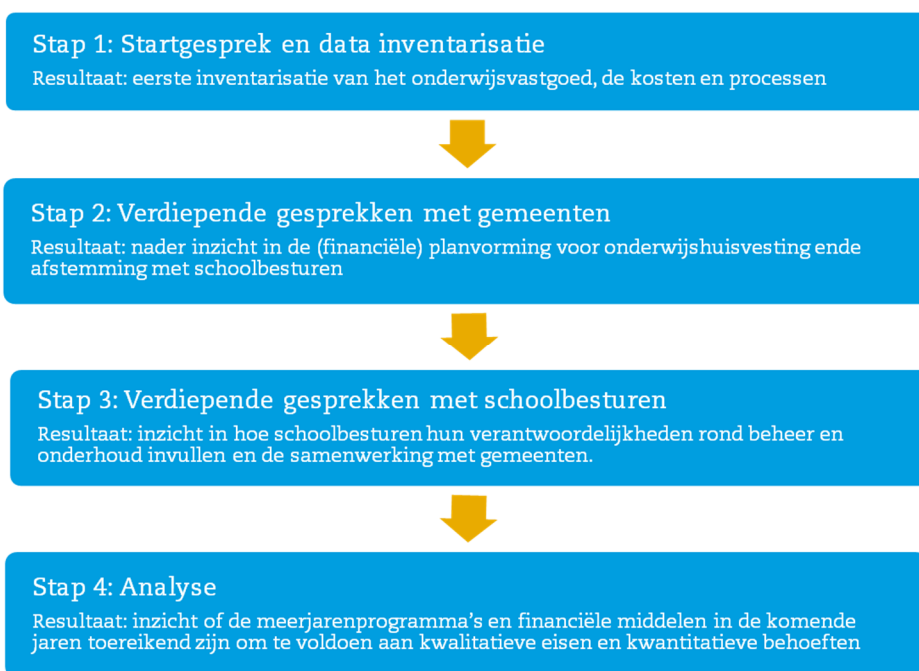 Stap 1: Startgesprek en data inventarisatie
Resultaat: eerste inventarisatie van het onderwijsvastgoed, de kosten en processen
Stap 2: Verdiepende gesprekken met gemeenten
Resultaat: nader inzicht in de (financiële) planvorming voor onderwijshuisvesting ende
afstemming met schoolbesturen
Stap 3: Verdiepende gesprekken met schoolbesturen
Resultaat: inzicht in hoe schoolbesturen hun verantwoordelijkheden rond beheer en
onderhoud invullen en de samenwerking met gemeenten.
Stap 4: Analyse
Resultaat: inzicht of de meerjarenprogramma's en financiële middelen in de komende
jaren toereikend zijn om te voldoen aan kwalitatieve eisen en kwantitatieve behoeften